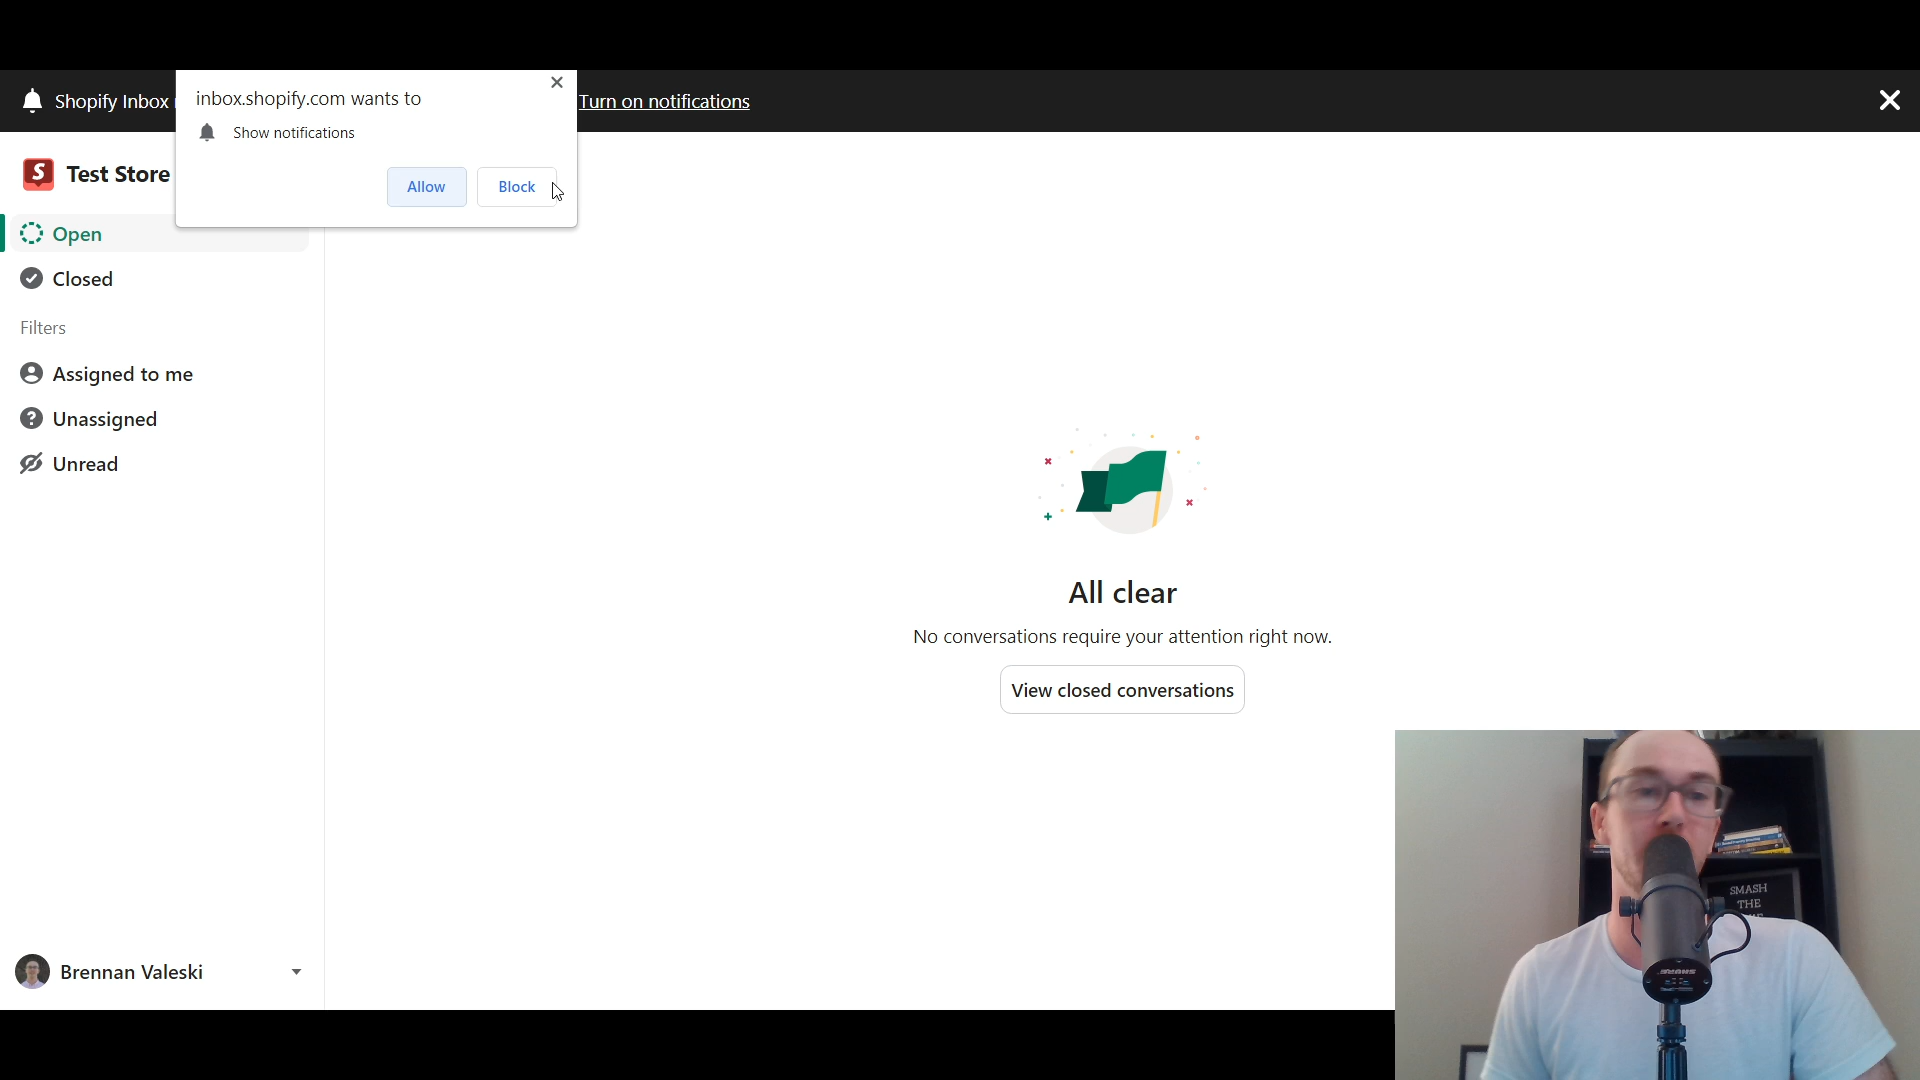 Shopify Inbox
Turn on notifications
inbox.shopify.com wants to
Show notifications
Allow
Block
S
Test Store
Open
Closed
Filters
Assigned to me
Unassigned
Unread
All clear
No conversations require your attention right now.
View closed conversations
Brennan Valeski
SMASH
THE